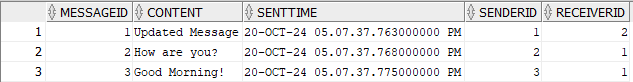 MESSAGEID CONTENT SENTTIME SENDERID RECEIVERID
1 1 Updated Message 20-OCT-24 05.07.37.763000000 PM 1 2
2 2 How are you? 20-OCT-24 05.07.37.768000000 PM 2 1
3 3 Good Morning! 20-OCT-24 05.07.37.775000000 PM 3 1